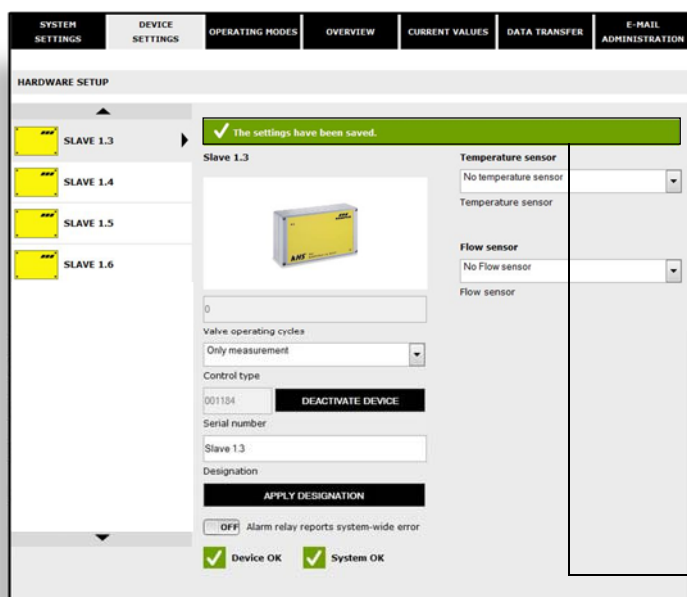 SYSTEM SETTINGS
DEVICE SETTINGS
OPERATING MODES
OVERVIEW
CURRENT VALUES
DATA TRANSFER
E-MAIL ADMINISTRATION
HARDWARE SETUP
SLAVE 1.3
SLAVE 1.4
SLAVE 1.5
SLAVE 1.6
The settings have been saved.
Slave 1.3
0
Valve operating cycles
Only measurement
Control type
001184
DEACTIVATE DEVICE
Serial number
Slave 1.3
Designation
APPLY DESIGNATION
OFF Alarm relay reports system-wide error
Device OK
System OK
Temperature sensor
No temperature sensor
Temperature sensor
Flow sensor
No Flow sensor
Flow sensor